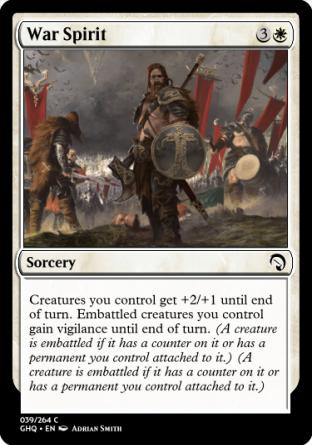 War Spirit 3
Sorcery
Creatures you control get +2/+1 until end
of turn. Embattled creatures you control
gain vigilance until end of turn. (A creature
is embattled if it has a counter on it or has a
permanent you control attached to it.) (A
creature is embattled if it has a counter on it or
has a permanent you control attached to it.)
039/264 C
GHQ • EN Adrian Smith